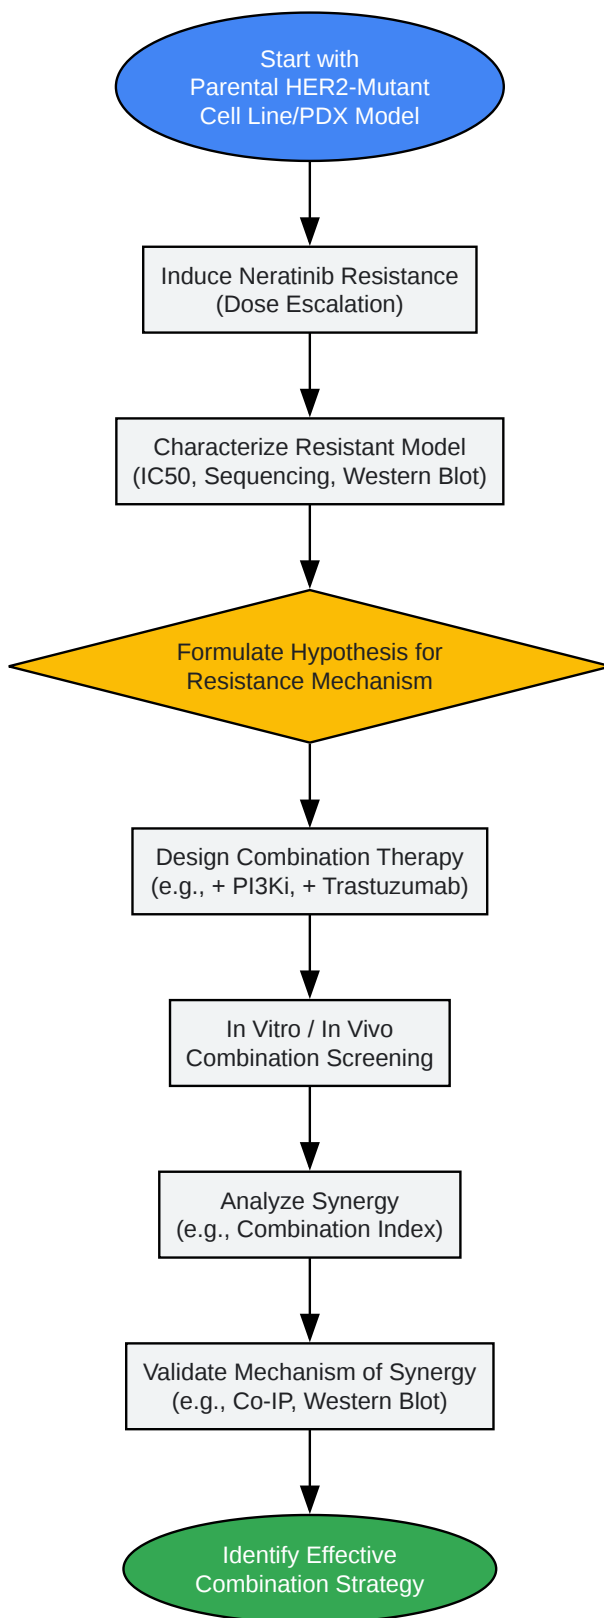 Start with
Parental HER2-Mutant
Cell Line/PDX Model
Induce Neratinib Resistance
(Dose Escalation)
Characterize Resistant Model
(IC50, Sequencing, Western Blot)
Formulate Hypothesis for
Resistance Mechanism
Design Combination Therapy
(e.g., + PI3Ki, + Trastuzumab)
In Vitro / In Vivo
Combination Screening
Analyze Synergy
(e.g., Combination Index)
Validate Mechanism of Synergy
(e.g., Co-IP, Western Blot)
Identify Effective
Combination Strategy